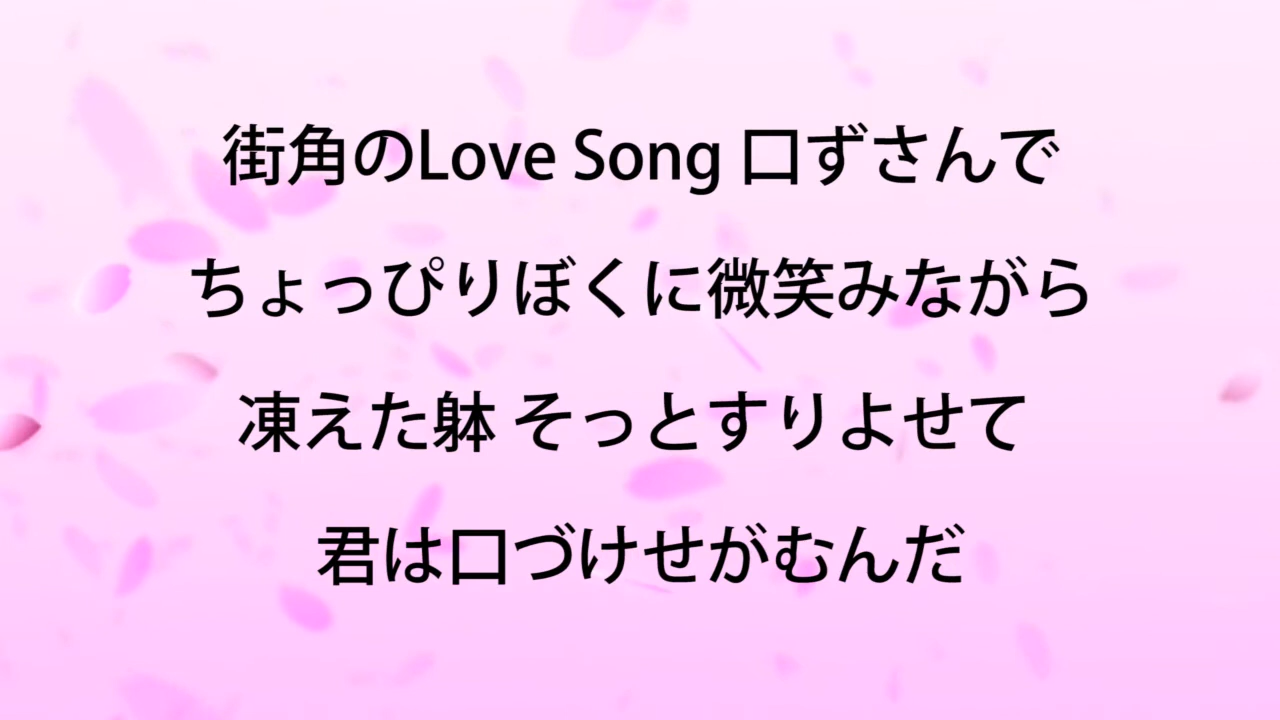 街角のLove Song 口ずさんで
ちょっぴりぼくに微笑みながら
凍えた躰 そっとすりよせて
君は口づけせがむんだ